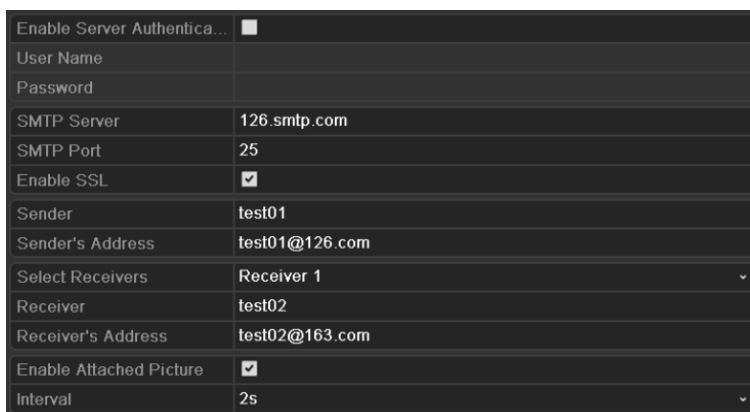 Enable Server Authentica...
User Name
Password
SMTP Server 126.smtp.com
SMTP Port 25
Enable SSL
Sender test01
Sender's Address test01@126.com
Select Receivers Receiver 1
Receiver test02
Receiver's Address test02@163.com
Enable Attached Picture
Interval 2s